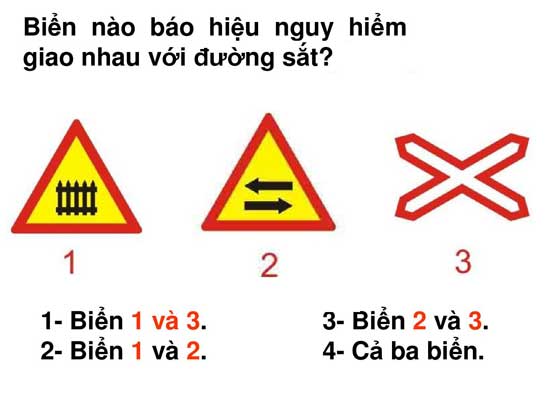 Biển nào báo hiệu nguy hiểm
giao nhau với đường sắt?
1
2
3
1- Biển 1 và 3.
3- Biển 2 và 3.
2- Biển 1 và 2.
4- Cả ba biển.